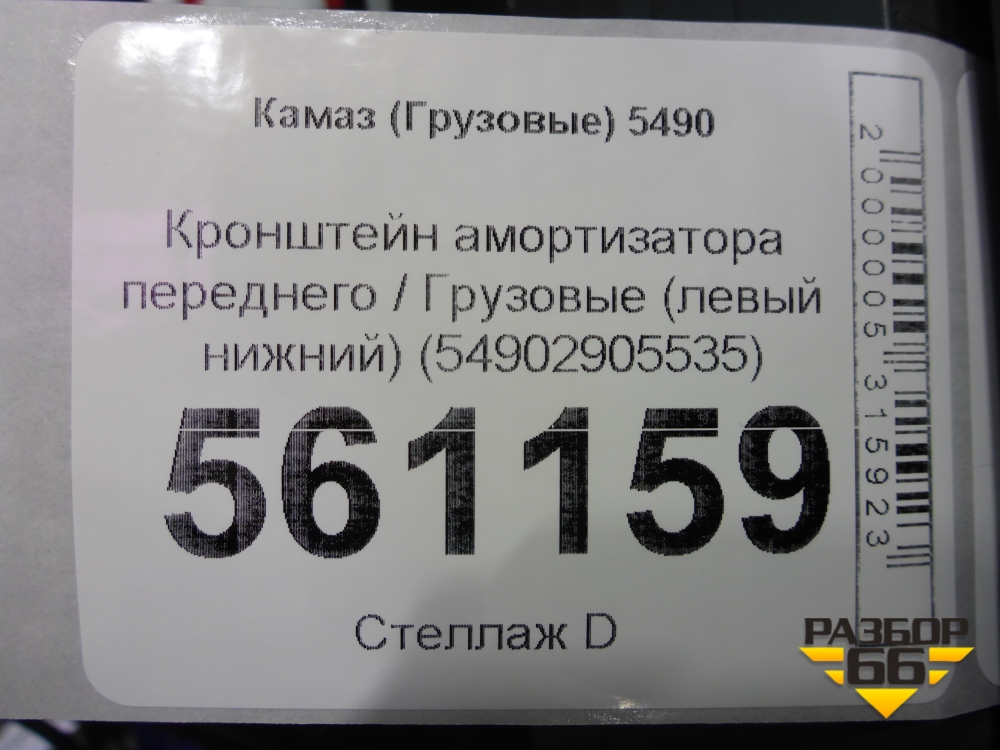 Камаз (Грузовые) 5490
Кронштейн амортизатора
переднего / Грузовые (левый
нижний) (54902905535)
561159
Стеллаж D
2000005315923
РАЗБОР
66